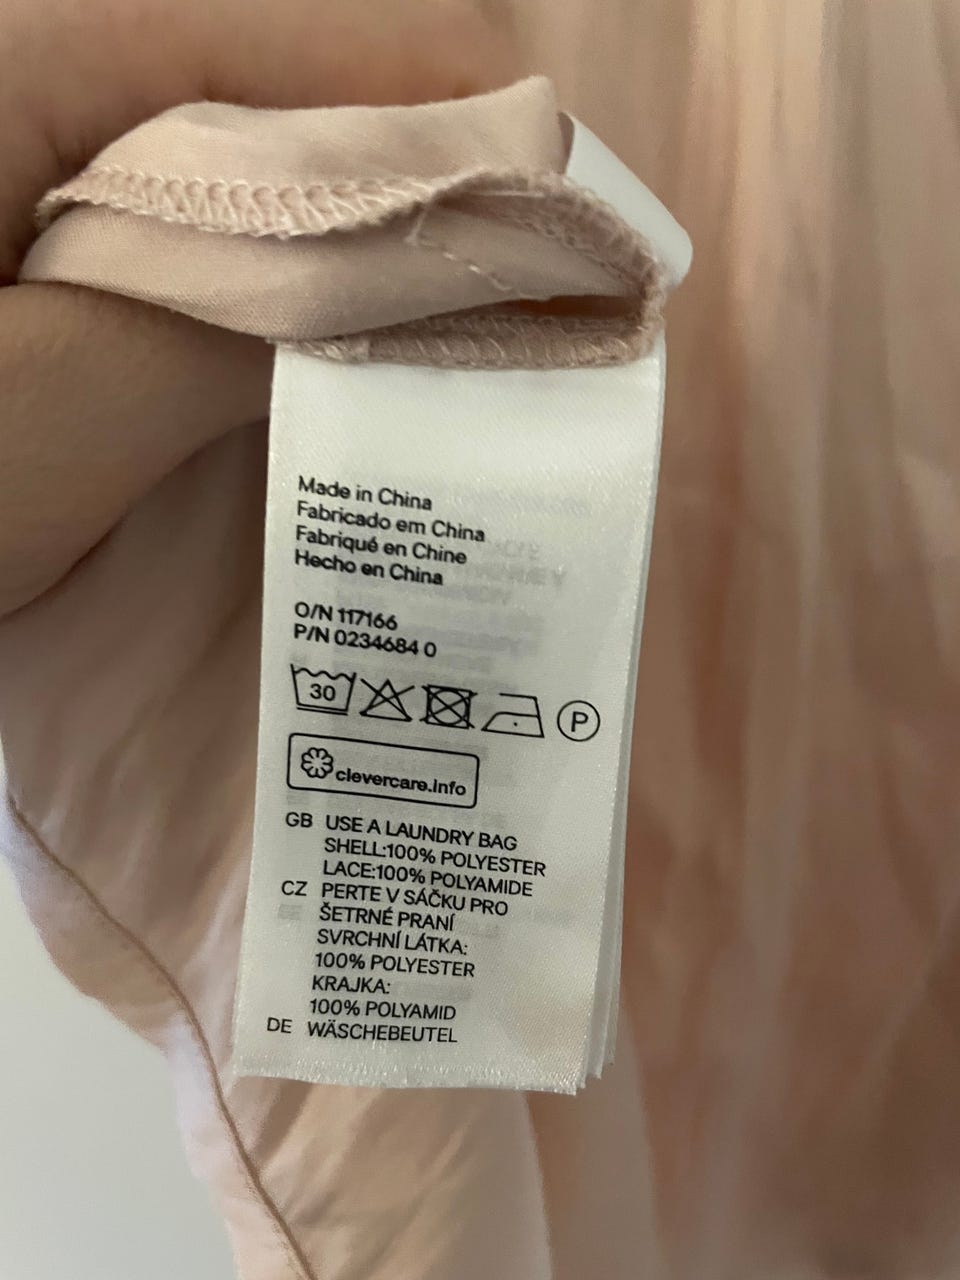 Made in China
Fabricado em China
Fabriqué en Chine
Hecho en China
O/N 117166
P/N 0234684 0
30
P
clevercare.info
GB USE A LAUNDRY BAG
SHELL:100% POLYESTER
LACE:100% POLYAMIDE
CZ PERTE V SÁČKU PRO
ŠETRNÉ PRANÍ
SVRCHNÍ LÁTKA:
100% POLYESTER
KRAJKA:
100% POLYAMID
DE WÄSCHEBEUTEL